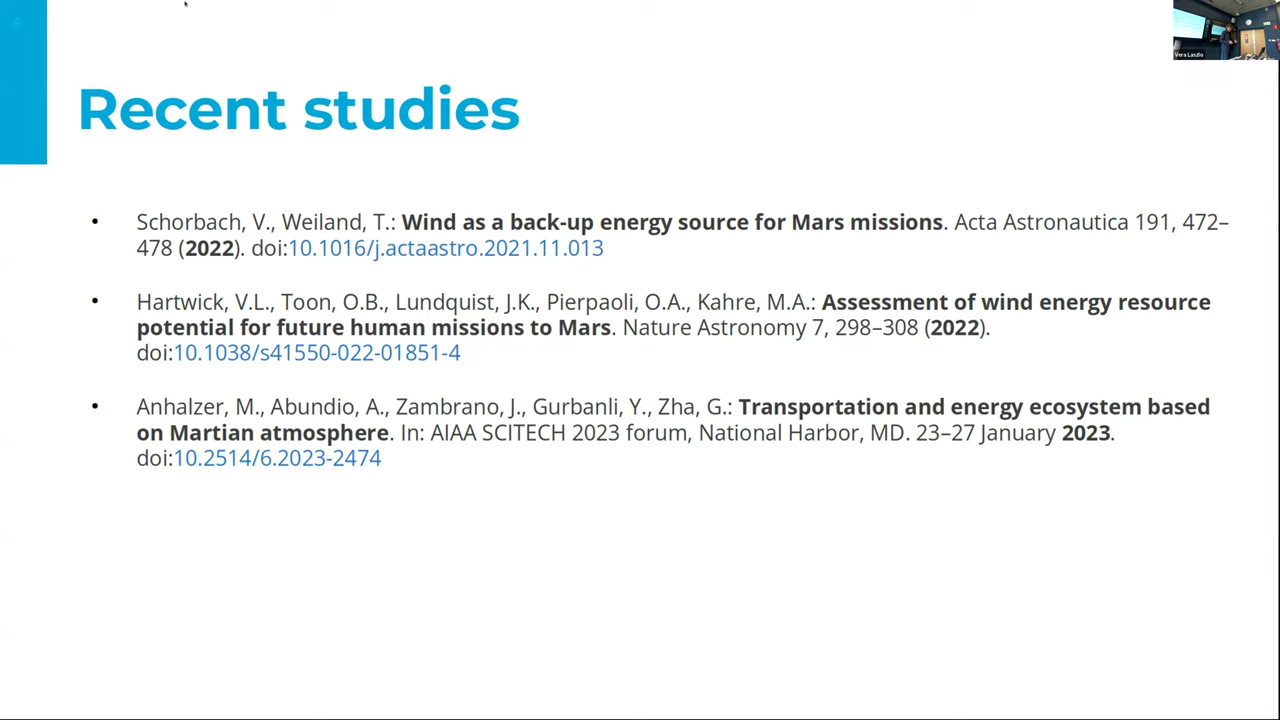 8
Vera Laszlo
Recent studies
• Schorbach, V., Weiland, T.: Wind as a back-up energy source for Mars missions. Acta Astronautica 191, 472–
478 (2022). doi:10.1016/j.actaastro.2021.11.013
• Hartwick, V.L., Toon, O.B., Lundquist, J.K., Pierpaoli, O.A., Kahre, M.A.: Assessment of wind energy resource
potential for future human missions to Mars. Nature Astronomy 7, 298–308 (2022).
doi:10.1038/s41550-022-01851-4
• Anhalzer, M., Abundio, A., Zambrano, J., Gurbanli, Y., Zha, G.: Transportation and energy ecosystem based
on Martian atmosphere. In: AIAA SCITECH 2023 forum, National Harbor, MD. 23–27 January 2023.
doi:10.2514/6.2023-2474